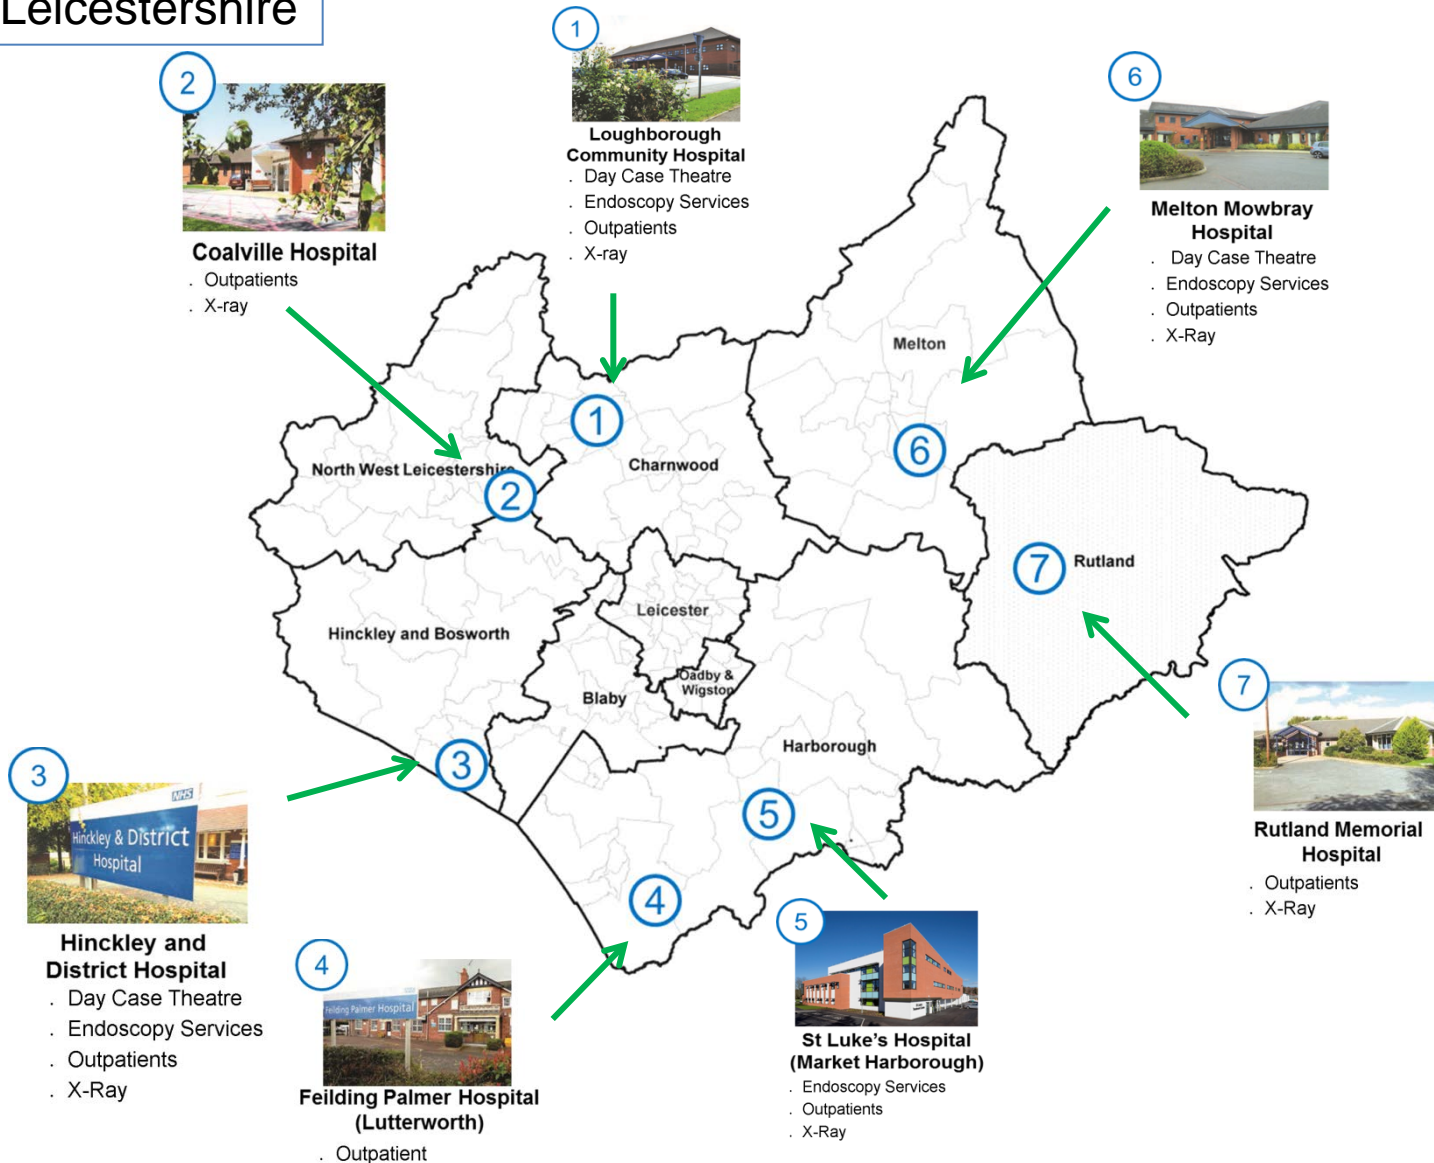 Leicestershire
1
Loughborough
Community Hospital
. Day Case Theatre
. Endoscopy Services
. Outpatients
. X-ray
2
Coalville Hospital
. Outpatients
. X-ray
6
Melton Mowbray
Hospital
. Day Case Theatre
. Endoscopy Services
. Outpatients
. X-Ray
Melton
1
6
North West Leicestershire
Charnwood
2
7
Rutland
Leicester
Hinckley and Bosworth
Oadby &
Wigston
Blaby
Harborough
3
5
4
7
Rutland Memorial
Hospital
. Outpatients
. X-Ray
3
NHS
Hinckley & District
Hospital
Hinckley and
District Hospital
. Day Case Theatre
. Endoscopy Services
. Outpatients
. X-Ray
4
Feilding Palmer Hospital
Feilding Palmer Hospital
(Lutterworth)
. Outpatient
5
St Luke’s Hospital
(Market Harborough)
. Endoscopy Services
. Outpatients
. X-Ray